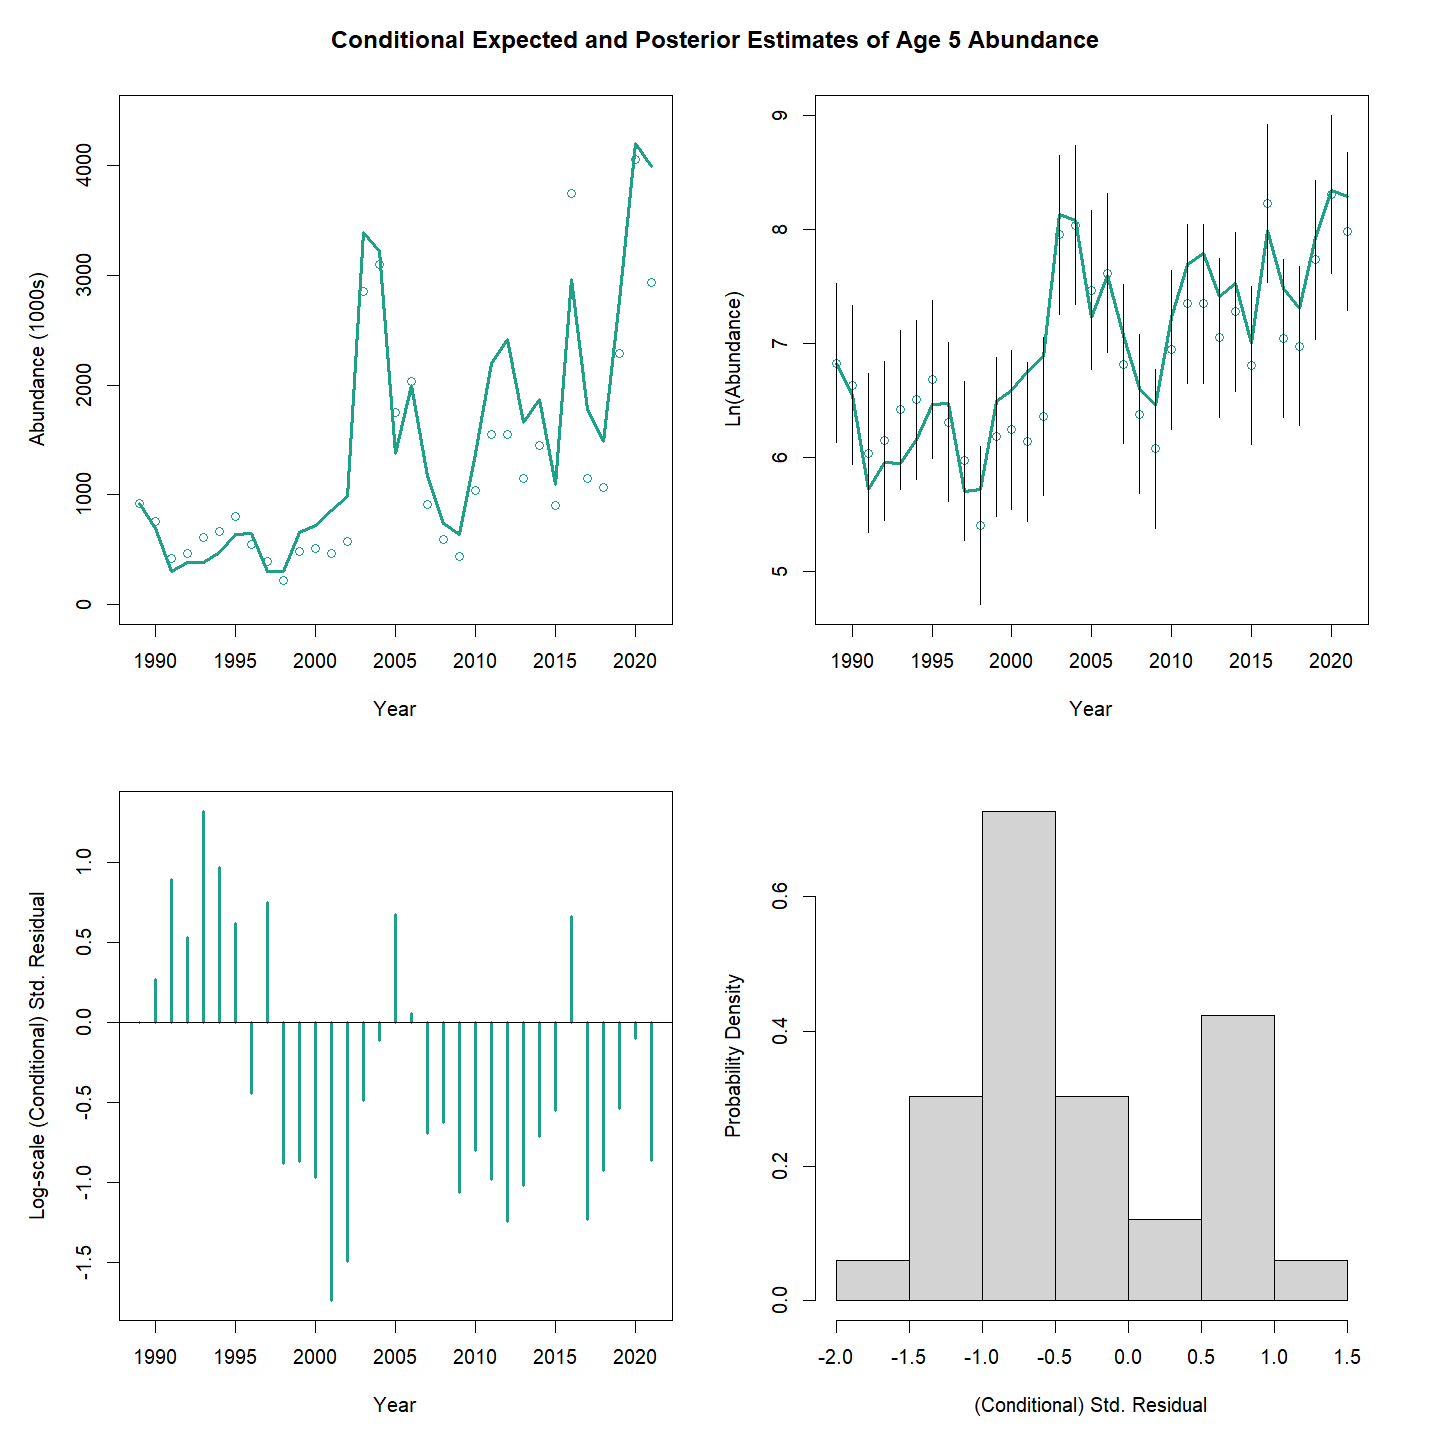 Conditional Expected and Posterior Estimates of Age 5 Abundance
Abundance (1000s)
4000
3000
2000
1000
0
1990 1995 2000 2005 2010 2015 2020
Year
Ln(Abundance)
9
8
7
6
5
1990 1995 2000 2005 2010 2015 2020
Year
Log-scale (Conditional) Std. Residual
1.0
0.5
0.0
-0.5
-1.0
-1.5
1990 1995 2000 2005 2010 2015 2020
Year
Probability Density
0.6
0.4
0.2
0.0
-2.0 -1.5 -1.0 -0.5 0.0 0.5 1.0 1.5
(Conditional) Std. Residual